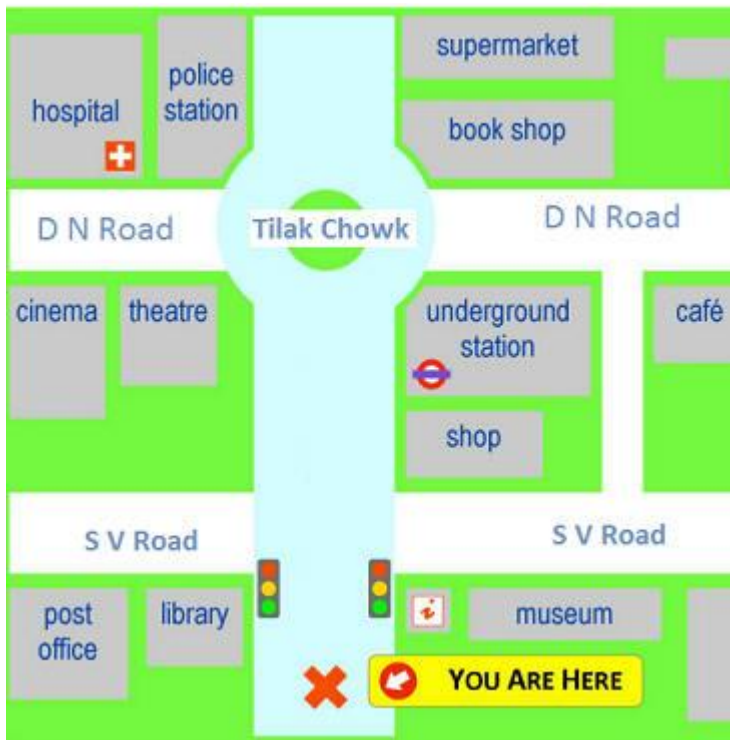 supermarket
police
station
hospital
book shop
D N Road
Tilak Chowk
D N Road
cinema
theatre
underground
station
café
shop
S V Road
S V Road
post
office
library
i
museum
YOU ARE HERE